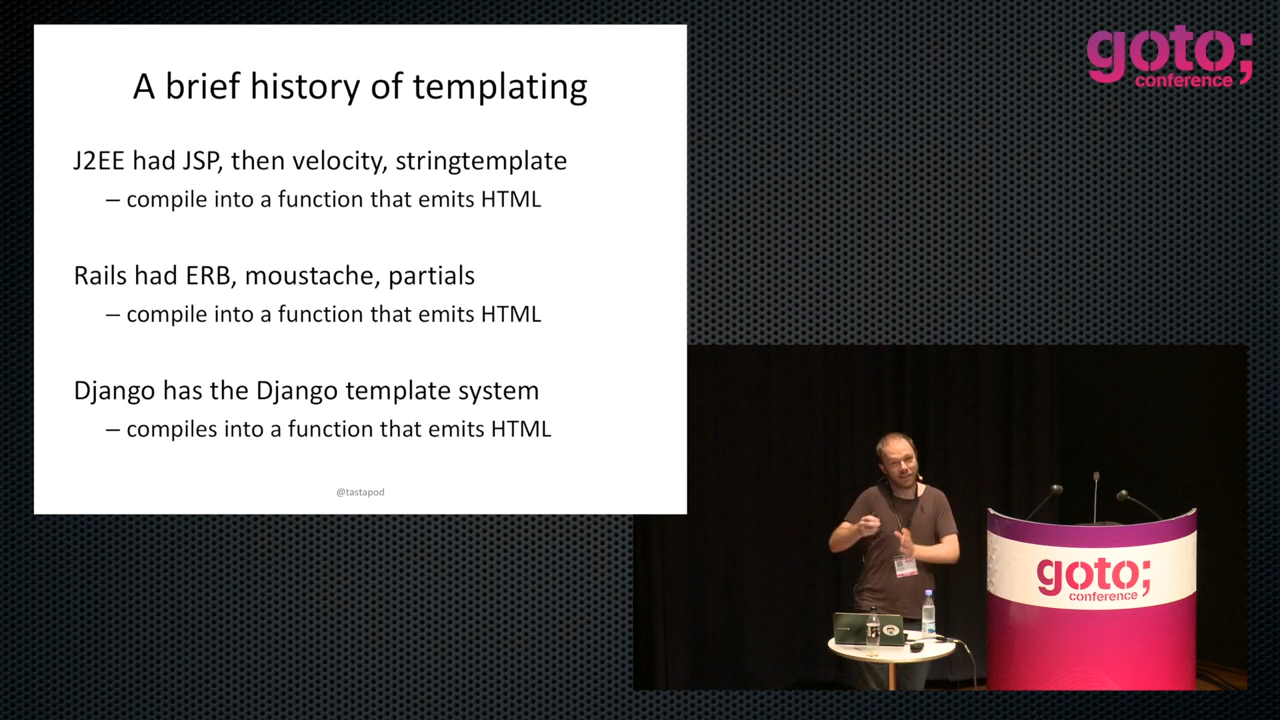 A brief history of templating
J2EE had JSP, then velocity, stringtemplate
– compile into a function that emits HTML
Rails had ERB, moustache, partials
– compile into a function that emits HTML
Django has the Django template system
– compiles into a function that emits HTML
@tastapod
goto;
conference
goto;
conference